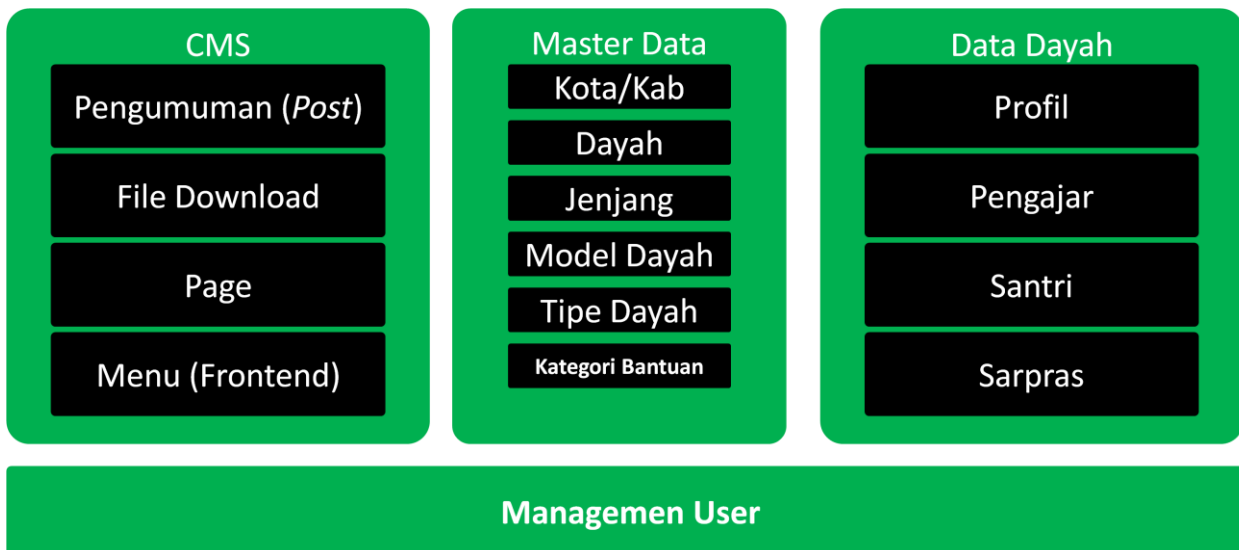 CMS
Pengumuman (Post)
File Download
Page
Menu (Frontend)
Master Data
Kota/Kab
Dayah
Jenjang
Model Dayah
Tipe Dayah
Kategori Bantuan
Data Dayah
Profil
Pengajar
Santri
Sarpras
Managemen User